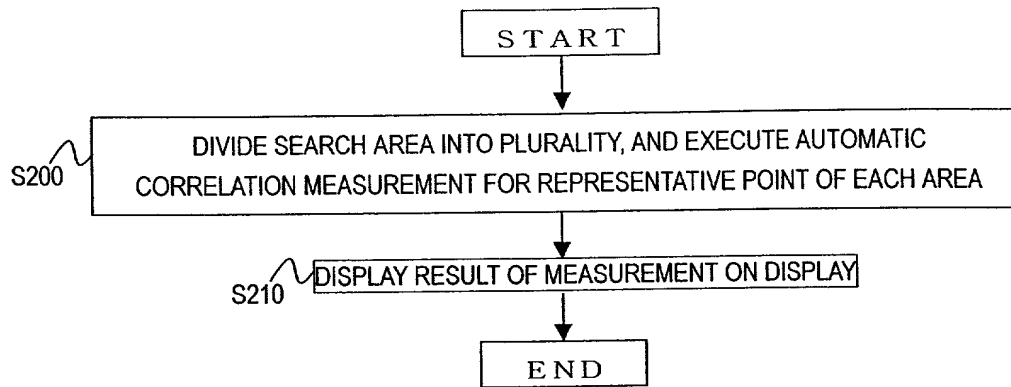 START
DIVIDE SEARCH AREA INTO PLURALITY, AND EXECUTE AUTOMATIC
S200
CORRELATION MEASUREMENT FOR REPRESENTATIVE POINT OF EACH AREA
DISPLAY RESULT OF MEASUREMENT ON DISPLAY
S210
END